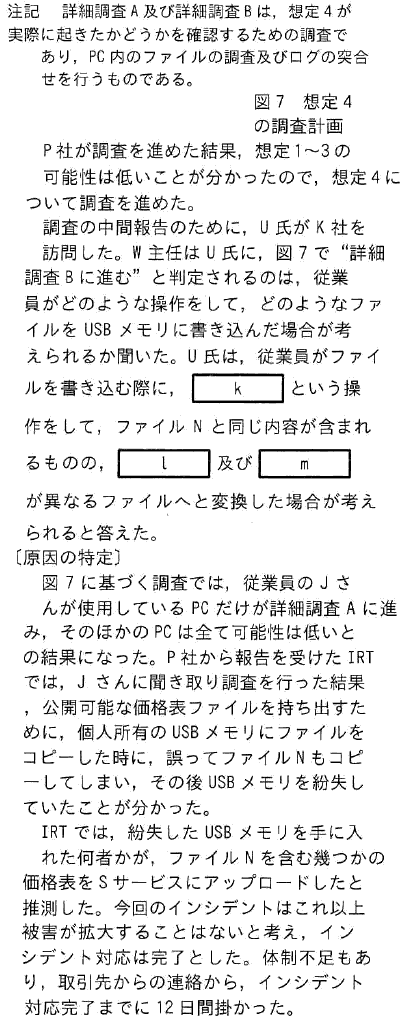 注記　詳細調査A及び詳細調査Bは，想定4が
実際に起きたかどうかを確認するための調査で
あり，PC内のファイルの調査及びログの突合
せを行うものである。
図7　想定4
の調査計画
P社が調査を進めた結果，想定1～3の
可能性は低いことが分かったので，想定4に
ついて調査を進めた。
調査の中間報告のために，U氏がK社を
訪問した。W主任はU氏に，図7で“詳細
調査Bに進む”と判定されるのは，従業
員がどのような操作をして，どのようなファ
イルをUSBメモリに書き込んだ場合が考
えられるか聞いた。U氏は，従業員がファイ
ルを書き込む際に， k という操
作をして，ファイルNと同じ内容が含まれ
るものの， l 及び m
が異なるファイルへと変換した場合が考え
られると答えた。
〔原因の特定〕
図7に基づく調査では，従業員のJさ
んが使用しているPCだけが詳細調査Aに進
み，そのほかのPCは全て可能性は低いと
の結果になった。P社から報告を受けたIRT
では，Jさんに聞き取り調査を行った結果
，公開可能な価格表ファイルを持ち出すた
めに，個人所有のUSBメモリにファイルを
コピーした時に，誤ってファイルNもコピ
ーしてしまい，その後USBメモリを紛失し
ていたことが分かった。
IRTでは，紛失したUSBメモリを手に入
れた何者かが，ファイルNを含む幾つかの
価格表をSサービスにアップロードしたと
推測した。今回のインシデントはこれ以上
被害が拡大することはないと考え，イン
シデント対応は完了とした。体制不足もあ
り，取引先からの連絡から，インシデント
対応完了までに12日間掛かった。